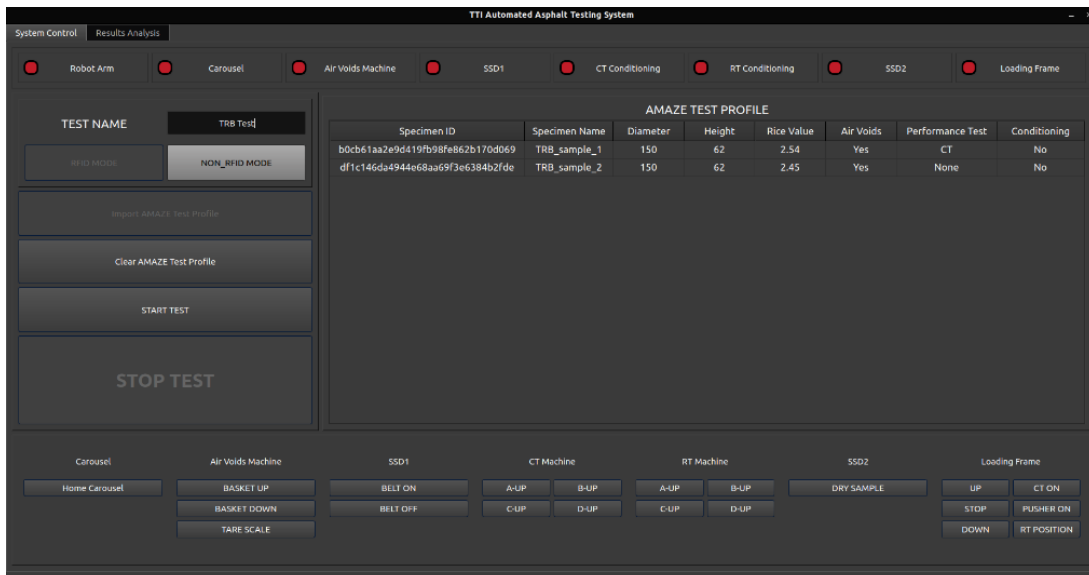 TTI Automated Asphalt Testing System
System Control Results Analysis
Robot Arm Carousel Air Voids Machine SSD1 CT Conditioning RT Conditioning SSD2 Loading Frame
TEST NAME TRB Test
RFID MODE NON_RFID MODE
Import AMAZE Test Profile
Clear AMAZE Test Profile
START TEST
STOP TEST
AMAZE TEST PROFILE
Specimen ID Specimen Name Diameter Height Rice Value Air Voids Performance Test Conditioning
b0cb61aa2e9d419fb98fe862b170d069 TRB_sample_1 150 62 2.54 Yes CT No
df1c146da4944e68aa69f3e6384b2fde TRB_sample_2 150 62 2.45 Yes None No
Carousel Air Voids Machine SSD1 CT Machine RT Machine SSD2 Loading Frame
Home Carousel BASKET UP BELT ON A-UP B-UP A-UP B-UP DRY SAMPLE UP CT ON
BASKET DOWN BELT OFF C-UP D-UP C-UP D-UP STOP PUSHER ON
TARE SCALE DOWN RT POSITION